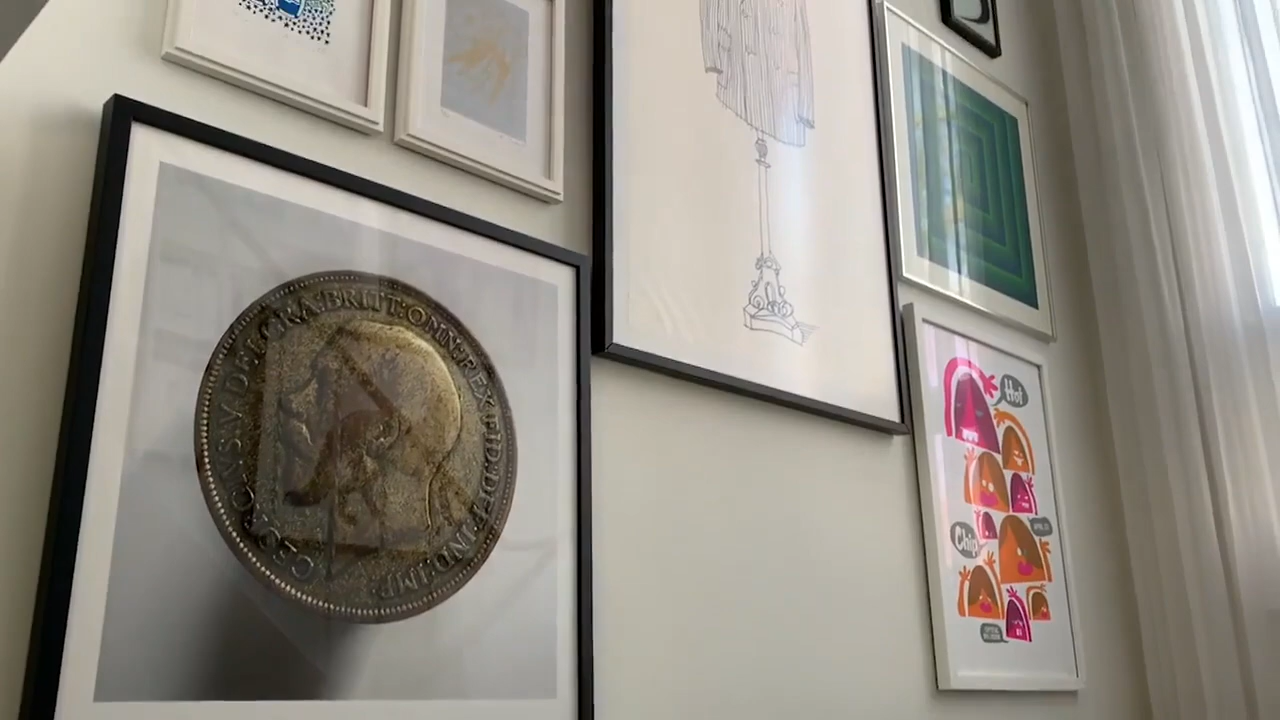 GEORGIVS V DEI GRA: BRITT: OMN: REX FID: DEF: IND: IMP:
Hot
Chip